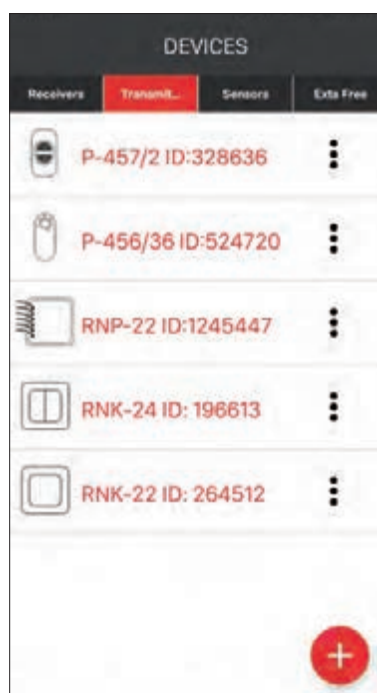 DEVICES
Receivers Transmit... Sensors Exta Free
P-457/2 ID:328636
P-456/36 ID:524720
RNP-22 ID:1245447
RNK-24 ID: 196613
RNK-22 ID: 264512
+